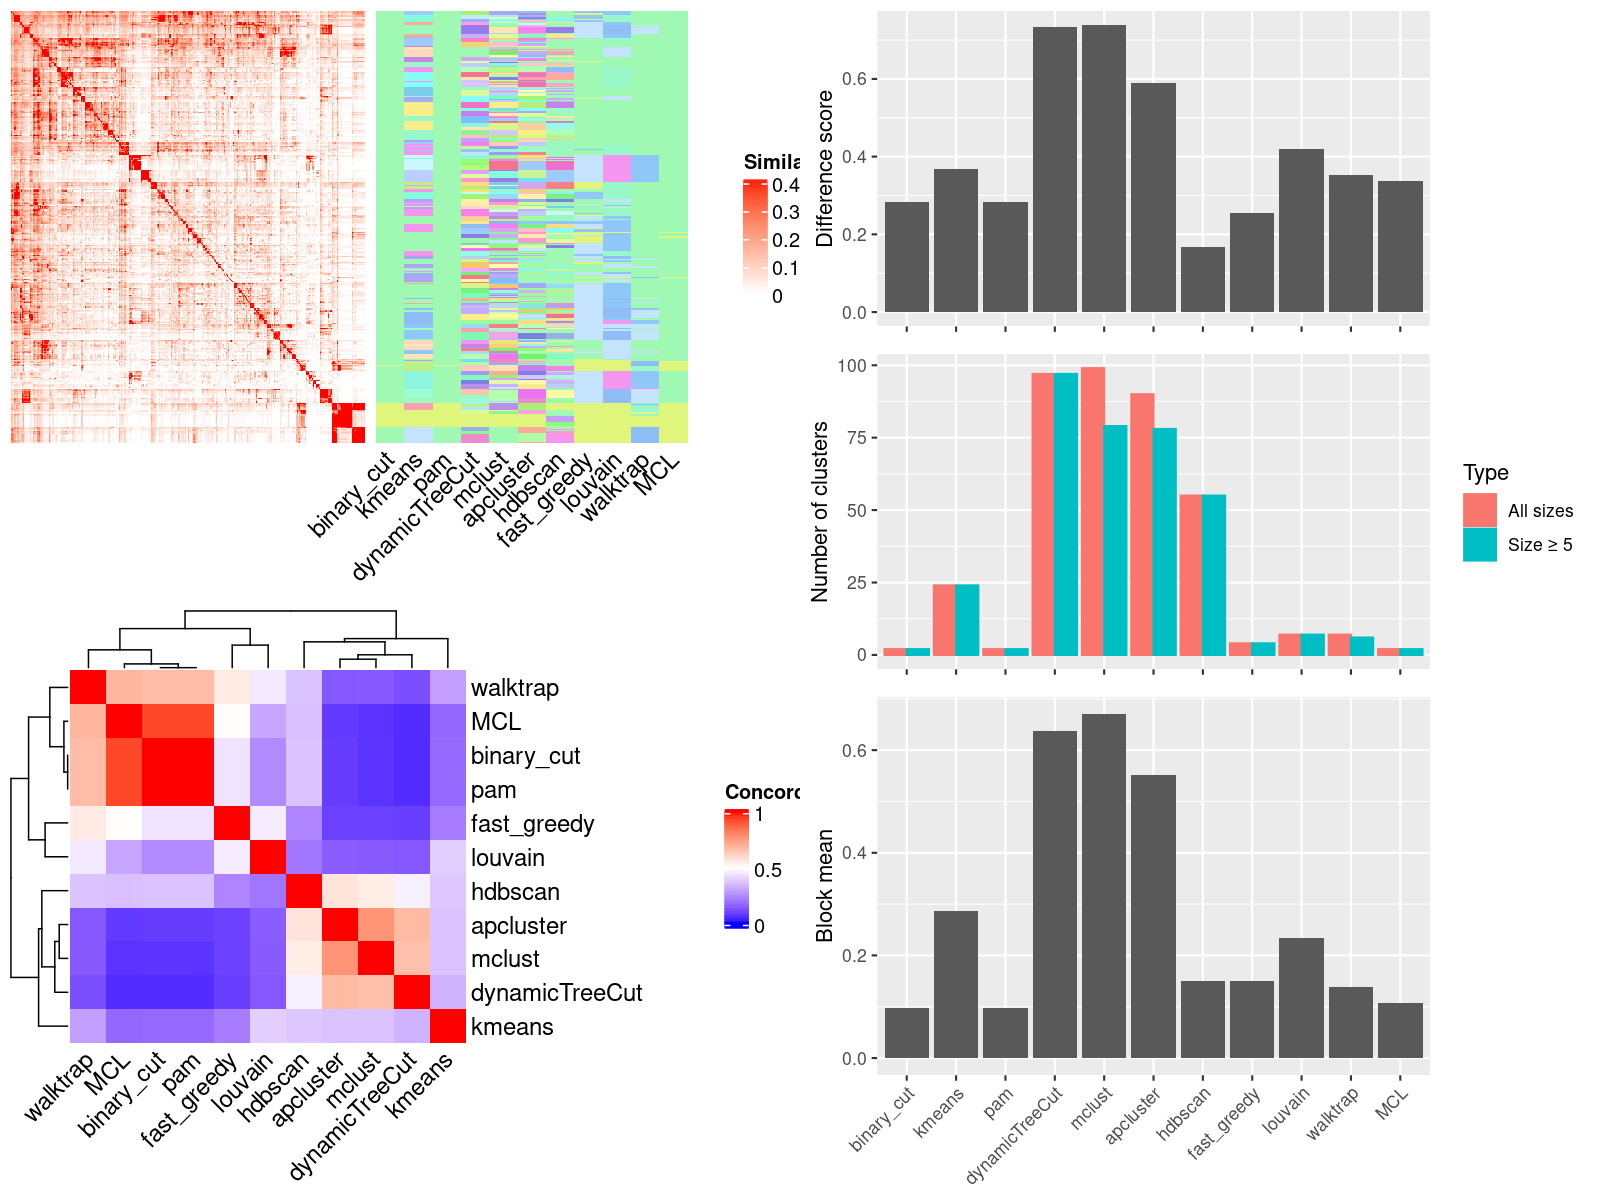 Simila
0.4
0.3
0.2
0.1
0
binary_cut
kmeans
pam
dynamicTreeCut
mclust
apcluster
hdbscan
fast_greedy
louvain
walktrap
MCL
walktrap
MCL
binary_cut
pam
fast_greedy
louvain
hdbscan
apcluster
mclust
dynamicTreeCut
kmeans
walktrap
MCL
binary_cut
pam
fast_greedy
louvain
hdbscan
apcluster
mclust
dynamicTreeCut
kmeans
Concord
1
0.5
0
Difference score
0.6
0.4
0.2
0.0
Number of clusters
100
75
50
25
0
Type
All sizes
Size ≥ 5
Block mean
0.6
0.4
0.2
0.0
binary_cut
kmeans
pam
dynamicTreeCut
mclust
apcluster
hdbscan
fast_greedy
louvain
walktrap
MCL